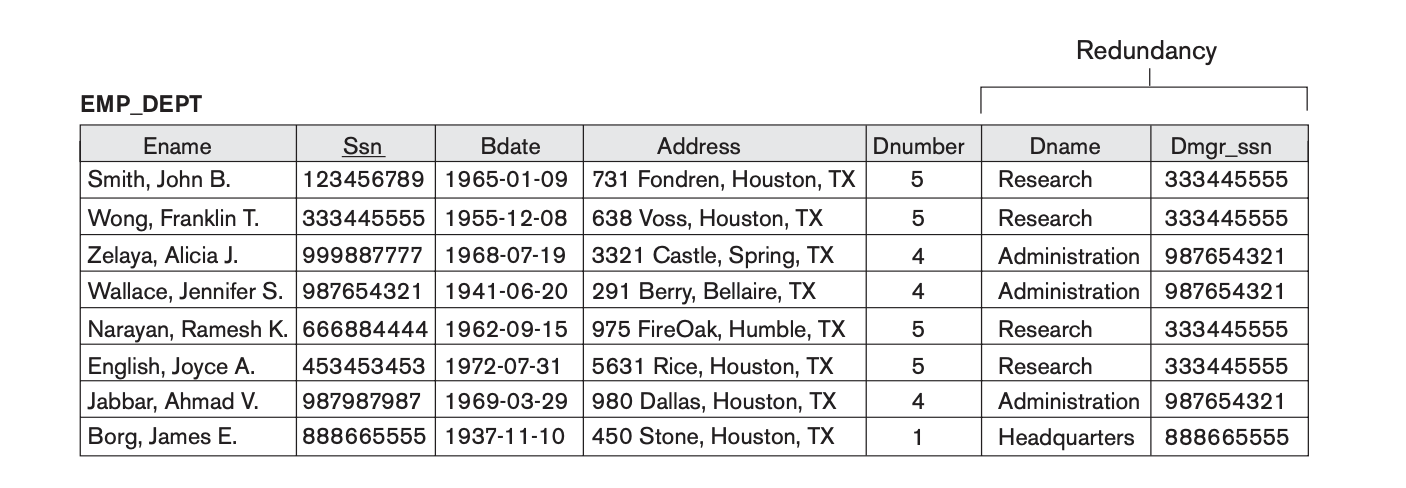 Redundancy
EMP_DEPT
Ename Ssn Bdate Address Dnumber Dname Dmgr_ssn
Smith, John B. 123456789 1965-01-09 731 Fondren, Houston, TX 5 Research 333445555
Wong, Franklin T. 333445555 1955-12-08 638 Voss, Houston, TX 5 Research 333445555
Zelaya, Alicia J. 999887777 1968-07-19 3321 Castle, Spring, TX 4 Administration 987654321
Wallace, Jennifer S. 987654321 1941-06-20 291 Berry, Bellaire, TX 4 Administration 987654321
Narayan, Ramesh K. 666884444 1962-09-15 975 FireOak, Humble, TX 5 Research 333445555
English, Joyce A. 453453453 1972-07-31 5631 Rice, Houston, TX 5 Research 333445555
Jabbar, Ahmad V. 987987987 1969-03-29 980 Dallas, Houston, TX 4 Administration 987654321
Borg, James E. 888665555 1937-11-10 450 Stone, Houston, TX 1 Headquarters 888665555